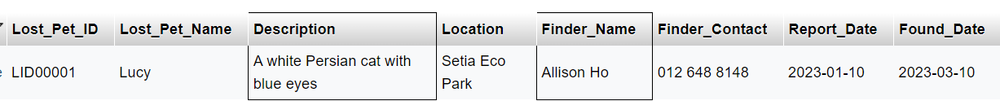 Lost_Pet_ID Lost_Pet_Name Description Location Finder_Name Finder_Contact Report_Date Found_Date
LID00001 Lucy A white Persian cat with blue eyes Setia Eco Park Allison Ho 012 648 8148 2023-01-10 2023-03-10